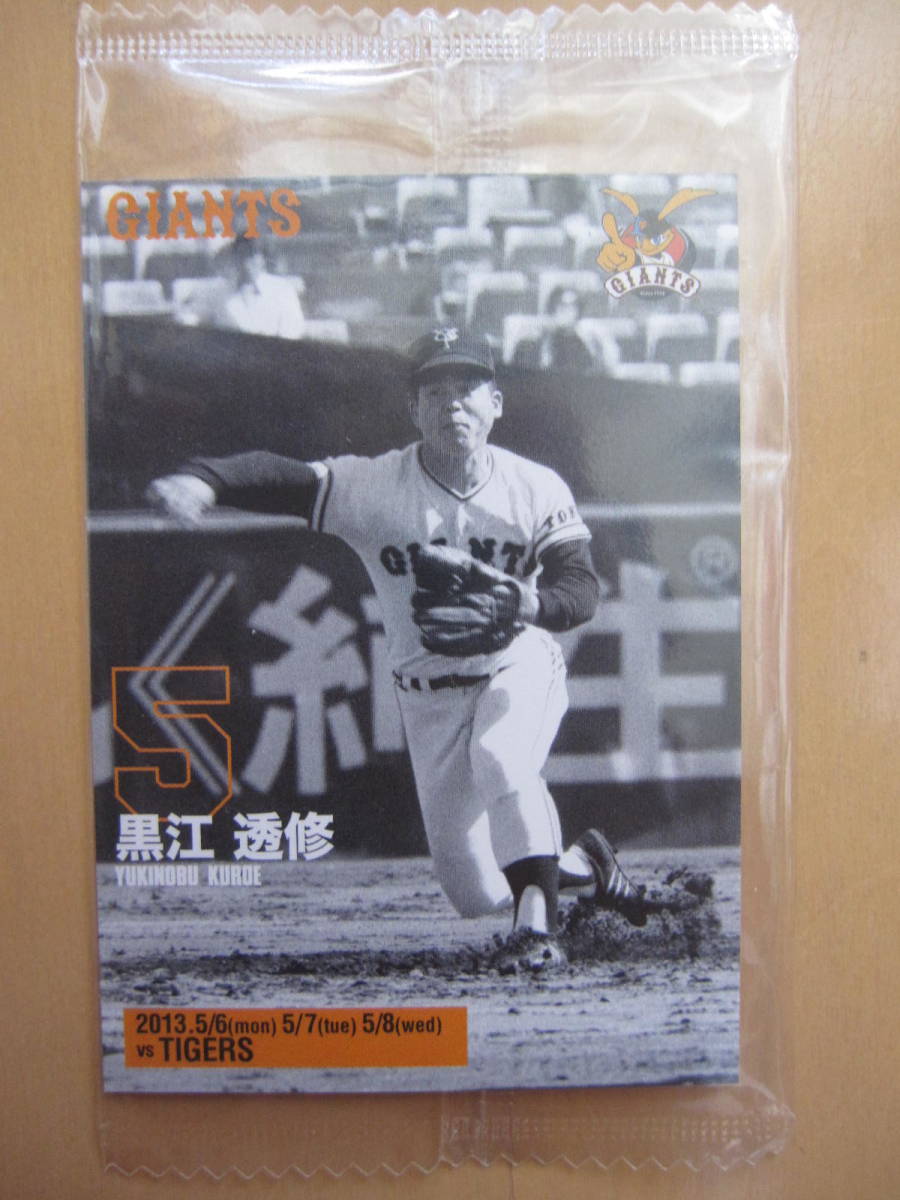 GIANTS
GIANTS
GIANT
5
黒江 透修
YUKINOBU KUROE
2013.5/6(mon) 5/7(tue) 5/8(wed)
vs TIGERS